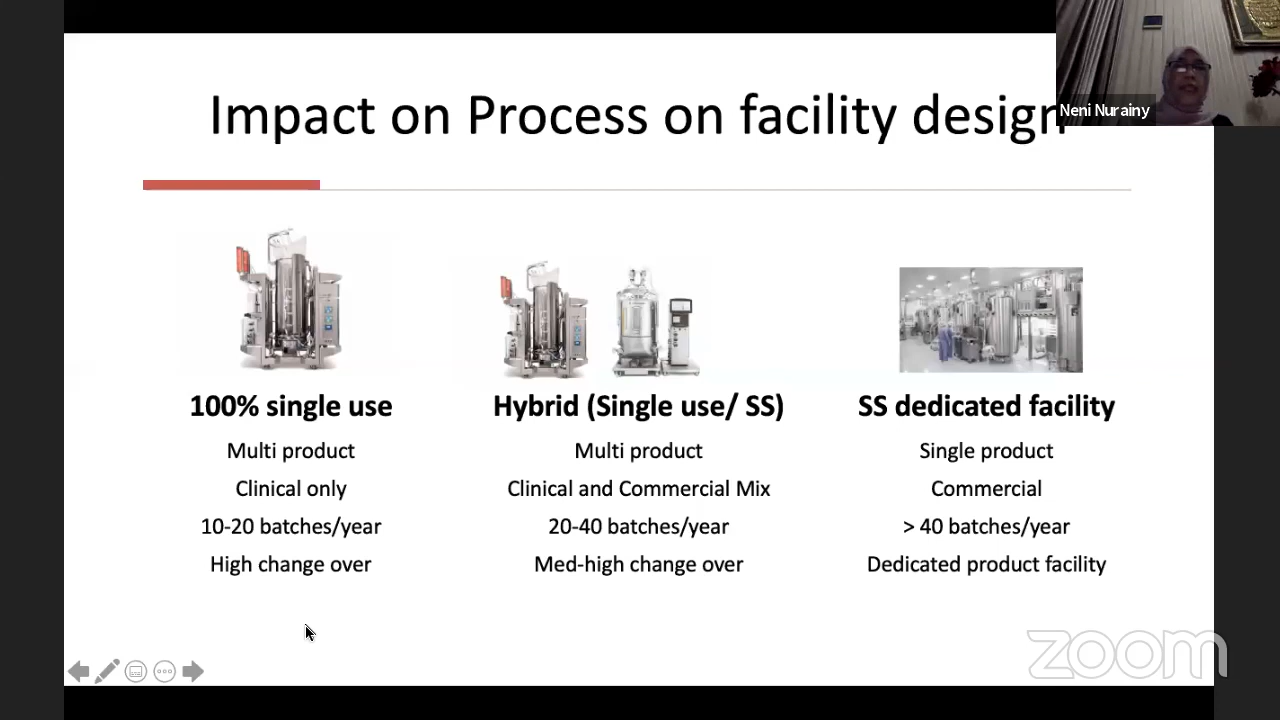 Impact on Process on facility design
Neni Nurainy
100% single use
Multi product
Clinical only
10-20 batches/year
High change over
Hybrid (Single use/ SS)
Multi product
Clinical and Commercial Mix
20-40 batches/year
Med-high change over
SS dedicated facility
Single product
Commercial
> 40 batches/year
Dedicated product facility
zoom